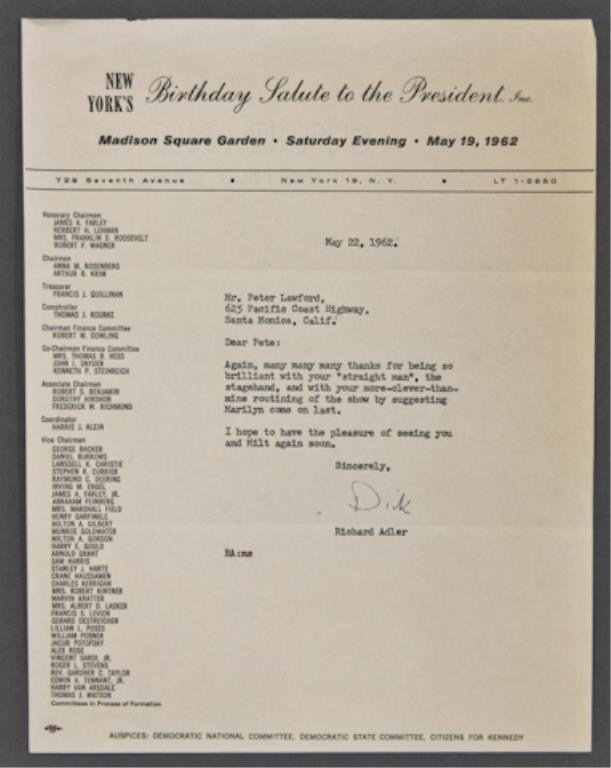 NEW YORK'S Birthday Salute to the President. Inc.
Madison Square Garden • Saturday Evening • May 19, 1962
729 Seventh Avenue • New York 19, N. Y. • LT 1-2650
Honorary Chairmen
JAMES A. FARLEY
HERBERT H. LEHMAN
MRS. FRANKLIN D. ROOSEVELT
ROBERT F. WAGNER
Chairmen
ANNA M. ROSENBERG
ARTHUR B. KRIM
Treasurer
FRANCIS J. QUILLINAN
Comptroller
THOMAS J. ROURKE
Chairman Finance Committee
ROBERT W. DOWLING
Co-Chairmen Finance Committee
MRS. THOMAS B. HESS
JOHN I. SNYDER
KENNETH P. STEINREICH
Associate Chairmen
ROBERT S. BENJAMIN
DOROTHY HIRSHON
FREDERICK W. RICHMOND
Coordinator
HARRIS J. KLEIN
Vice Chairmen
GEORGE BACKER
DANIEL BURROWS
LANSDELL K. CHRISTIE
STEPHEN R. CURRIER
RAYMOND C. DEERING
IRVING M. ENGEL
JAMES A. FARLEY, JR.
ABRAHAM FEINBERG
MRS. MARSHALL FIELD
HENRY GARFINKLE
MILTON A. GILBERT
MONROE GOLDWATER
MILTON A. GORDON
HARRY E. GOULD
ARNOLD GRANT
SAM HARRIS
STANLEY J. HARTE
CRANE HAUSSAMEN
CHARLES KERRIGAN
MRS. ROBERT KINTNER
MARVIN KRATTER
MRS. ALBERT D. LASKER
FRANCIS S. LEVIEN
GERARD OESTREICHER
LILLIAN L. POSES
WILLIAM POSNER
JACOB POTOFSKY
ALEX ROSE
VINCENT SARDI, JR.
ROGER L. STEVENS
REV. GARDNER C. TAYLOR
EDWIN A. TENNANT, JR.
HARRY VAN ARSDALE
THOMAS J. WATSON
Committees in Process of Formation
May 22, 1962.
Mr. Peter Lawford,
625 Pacific Coast Highway,
Santa Monica, Calif.
Dear Pete:
Again, many many many thanks for being so
brilliant with your "straight man", the
stagehand, and with your more-clever-than-
mine routining of the show by suggesting
Marilyn come on last.
I hope to have the pleasure of seeing you
and Milt again soon.
Sincerely,
Dick
Richard Adler
RA:ms
AUSPICES: DEMOCRATIC NATIONAL COMMITTEE, DEMOCRATIC STATE COMMITTEE, CITIZENS FOR KENNEDY